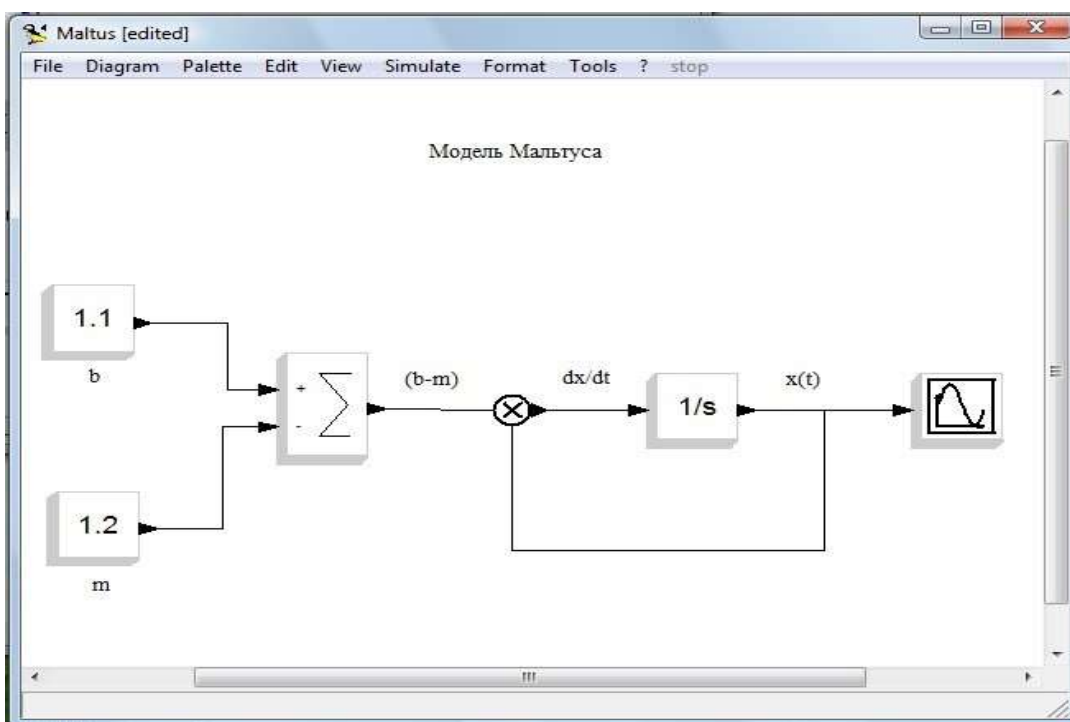 Maltus [edited]
File Diagram Palette Edit View Simulate Format Tools ? stop
Модель Мальтуса
1.1
b
+
-
(b-m)
dx/dt
1/s
x(t)
1.2
m